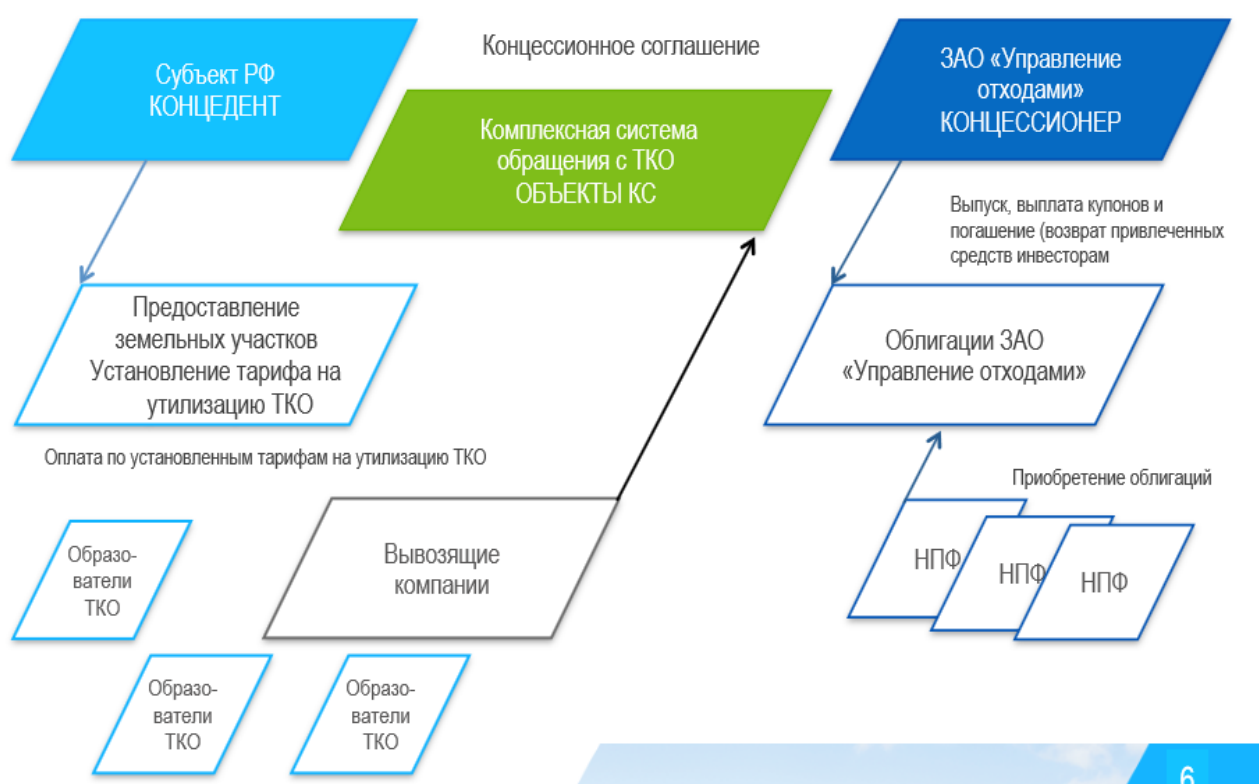 Концессионное соглашение
Субъект РФ
КОНЦЕДЕНТ
Комплексная система
обращения с ТКО
ОБЪЕКТЫ КС
ЗАО «Управление
отходами»
КОНЦЕССИОНЕР
Выпуск, выплата купонов и
погашение (возврат привлеченных
средств инвесторам
Предоставление
земельных участков
Установление тарифа на
утилизацию ТКО
Облигации ЗАО
«Управление отходами»
Оплата по установленным тарифам на утилизацию ТКО
Приобретение облигаций
Образо-
ватели
ТКО
Вывозящие
компании
НПФ
НПФ
НПФ
Образо-
ватели
ТКО
Образо-
ватели
ТКО
6